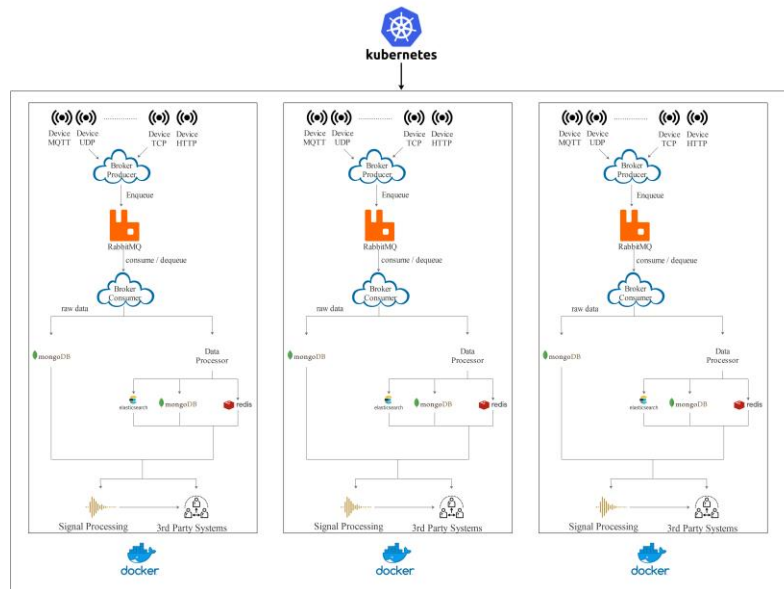 kubernetes
Device MQTT
Device UDP
Device TCP
Device HTTP
Broker Producer
Enqueue
RabbitMQ
consume / dequeue
Broker Consumer
raw data
mongoDB
Data Processor
elasticsearch
mongoDB
redis
Signal Processing
3rd Party Systems
docker
Device MQTT
Device UDP
Device TCP
Device HTTP
Broker Producer
Enqueue
RabbitMQ
consume / dequeue
Broker Consumer
raw data
mongoDB
Data Processor
elasticsearch
mongoDB
redis
Signal Processing
3rd Party Systems
docker
Device MQTT
Device UDP
Device TCP
Device HTTP
Broker Producer
Enqueue
RabbitMQ
consume / dequeue
Broker Consumer
raw data
mongoDB
Data Processor
elasticsearch
mongoDB
redis
Signal Processing
3rd Party Systems
docker